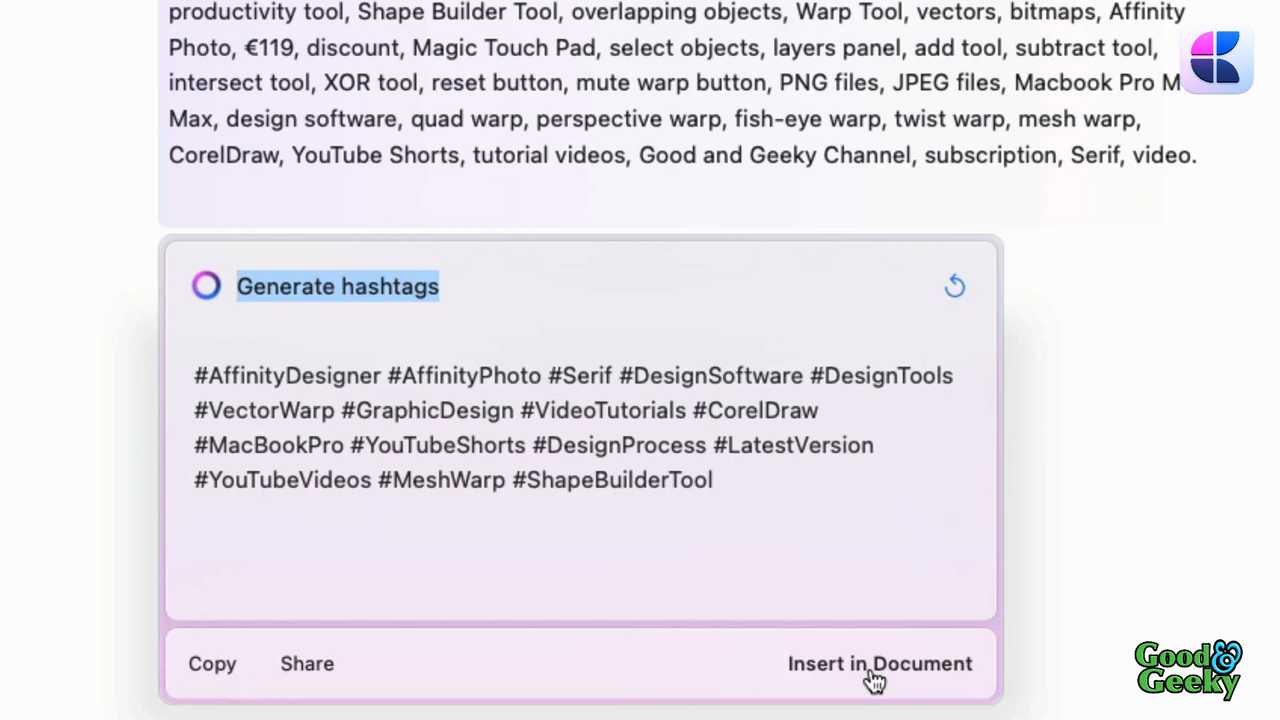 productivity tool, Shape Builder Tool, overlapping objects, Warp Tool, vectors, bitmaps, Affinity
Photo, €119, discount, Magic Touch Pad, select objects, layers panel, add tool, subtract tool,
intersect tool, XOR tool, reset button, mute warp button, PNG files, JPEG files, Macbook Pro M
Max, design software, quad warp, perspective warp, fish-eye warp, twist warp, mesh warp,
CorelDraw, YouTube Shorts, tutorial videos, Good and Geeky Channel, subscription, Serif, video.
Generate hashtags
#AffinityDesigner #AffinityPhoto #Serif #DesignSoftware #DesignTools
#VectorWarp #GraphicDesign #VideoTutorials #CorelDraw
#MacBookPro #YouTubeShorts #DesignProcess #LatestVersion
#YouTubeVideos #MeshWarp #ShapeBuilderTool
Copy Share Insert in Document
Good &
Geeky